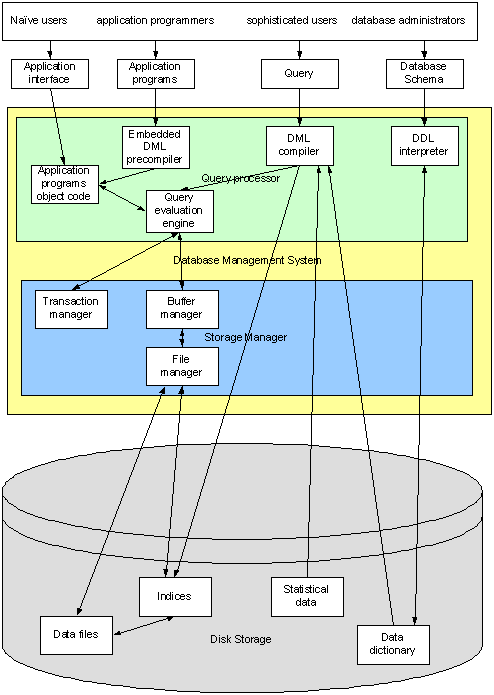 Naïve users application programmers sophisticated users database administrators
Application
interface
Application
programs
Query
Database
Schema
Embedded
DML
precompiler
DML
compiler
DDL
interpreter
Application
programs
object code
Query processor
Query
evaluation
engine
Database Management System
Transaction
manager
Buffer
manager
Storage Manager
File
manager
Indices
Statistical
data
Data files
Disk Storage
Data
dictionary